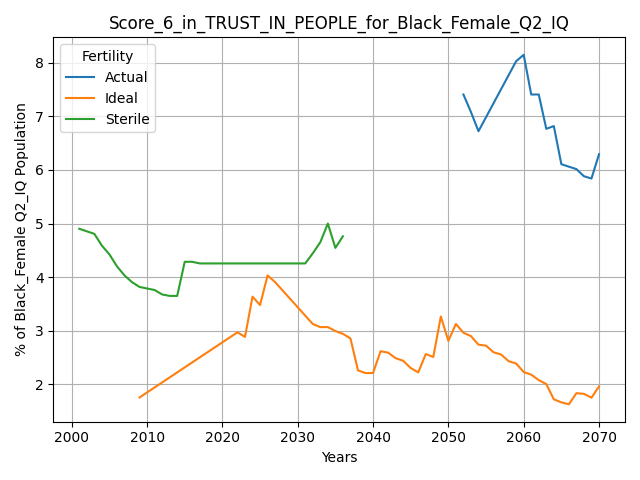 Score_6_in_TRUST_IN_PEOPLE_for_Black_Female_Q2_IQ
Fertility
Actual
Ideal
Sterile
% of Black_Female Q2_IQ Population
8
7
6
5
4
3
2
2000 2010 2020 2030 2040 2050 2060 2070
Years